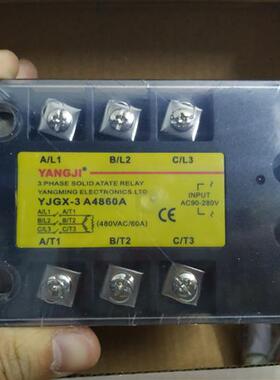 A/L1 B/L2 C/L3
YANGJI
3 PHASE SOLID ATATE RELAY
YANGMING ELECTRONICS LTD
YJGX-3 A4860A
A/L1 A/T1
B/L2 B/T2 (480VAC/60A)
C/L3 C/T3
CE
INPUT
AC90-280V
A/T1 B/T2 C/T3